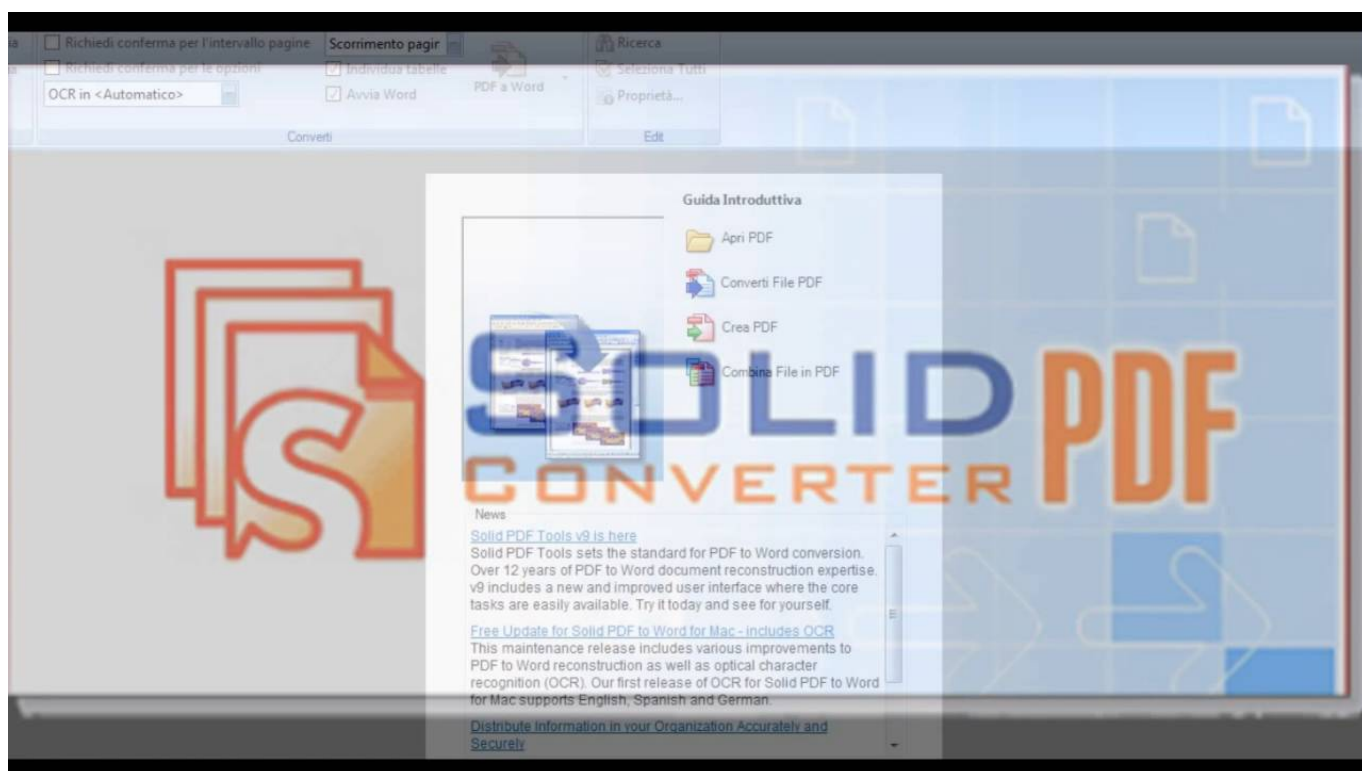 Richiedi conferma per l'intervallo pagine
Scorrimento pagir
Ricerca
Richiedi conferma per le opzioni
Individua tabelle
Seleziona Tutti
OCR in <Automatico>
Avvia Word
PDF a Word
Proprietà...
Converti
Edit
Guida Introduttiva
Apri PDF
Converti File PDF
Crea PDF
Combina File in PDF
SOLID
CONVERTER
PDF
News
Solid PDF Tools v9 is here
Solid PDF Tools sets the standard for PDF to Word conversion.
Over 12 years of PDF to Word document reconstruction expertise.
v9 includes a new and improved user interface where the core
tasks are easily available. Try it today and see for yourself.
Free Update for Solid PDF to Word for Mac - includes OCR
This maintenance release includes various improvements to
PDF to Word reconstruction as well as optical character
recognition (OCR). Our first release of OCR for Solid PDF to Word
for Mac supports English, Spanish and German.
Distribute Information in your Organization Accurately and
Securely